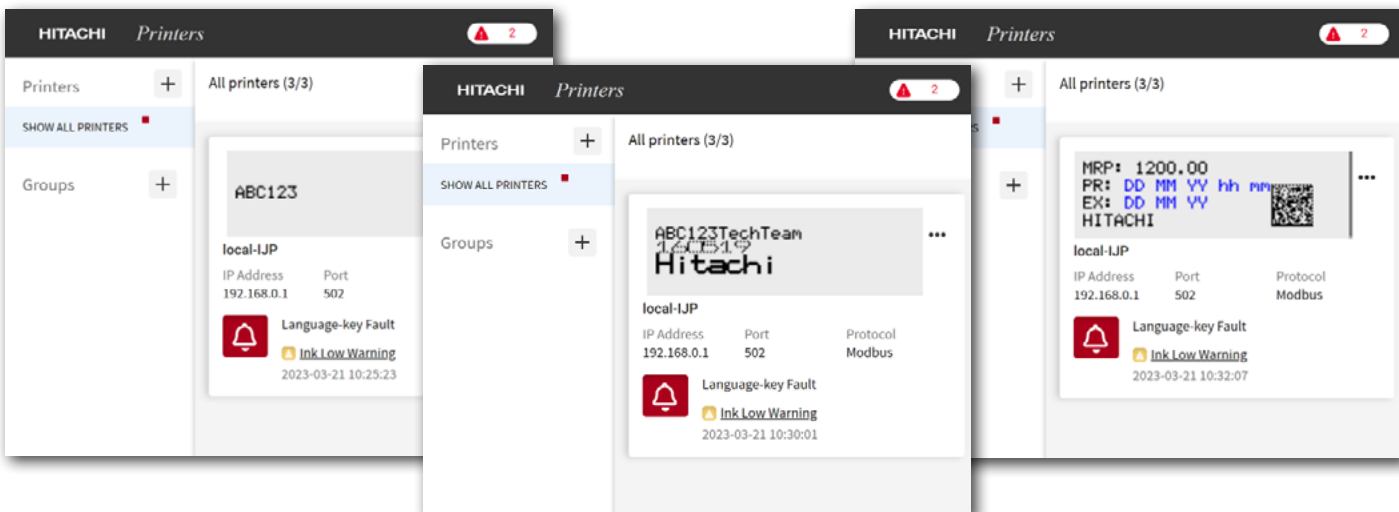 HITACHI Printers 2
Printers +
SHOW ALL PRINTERS
Groups +
All printers (3/3)
ABC123
local-IJP
IP Address Port
192.168.0.1 502
Language-key Fault
Ink Low Warning
2023-03-21 10:25:23
HITACHI Printers 2
Printers +
SHOW ALL PRINTERS
Groups +
All printers (3/3)
ABC123TechTeam
160519
Hitachi
local-IJP
IP Address Port Protocol
192.168.0.1 502 Modbus
Language-key Fault
Ink Low Warning
2023-03-21 10:30:01
HITACHI Printers 2
+
S
+
All printers (3/3)
MRP: 1200.00
PR: DD MM YY hh mm
EX: DD MM YY
HITACHI
local-IJP
IP Address Port Protocol
192.168.0.1 502 Modbus
Language-key Fault
Ink Low Warning
2023-03-21 10:32:07